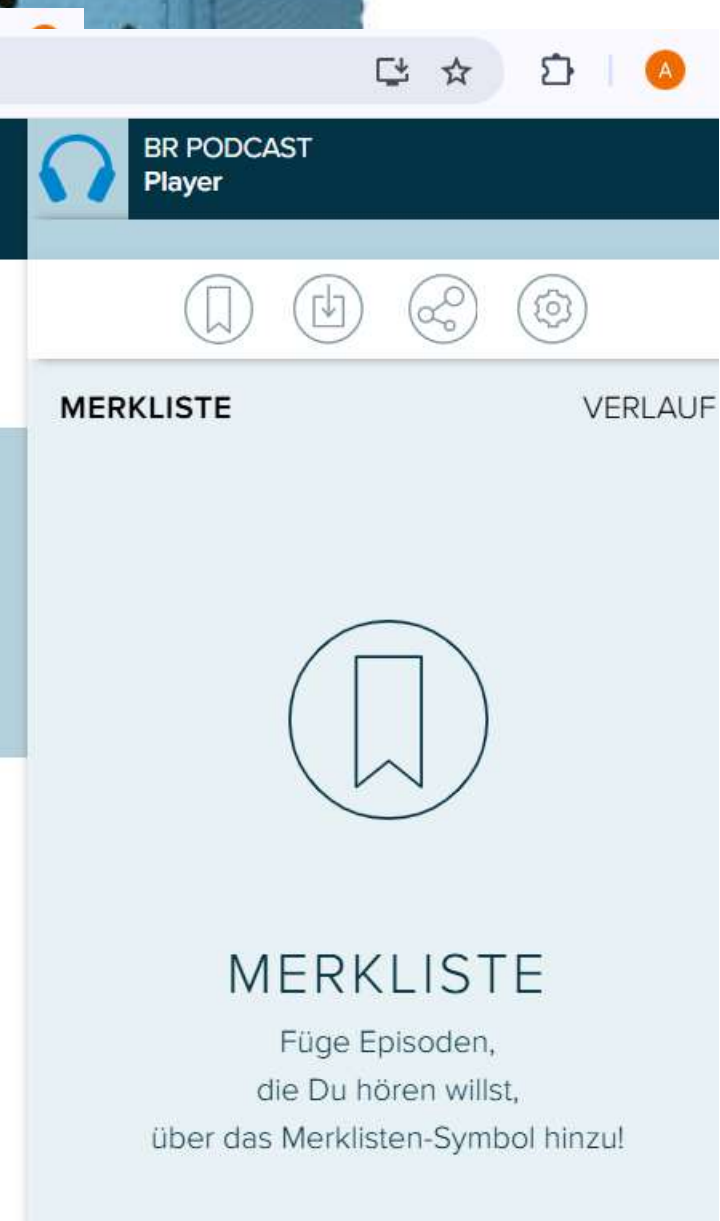 A
BR PODCAST
Player
MERKLISTE
VERLAUF
MERKLISTE
Füge Episoden,
die Du hören willst,
über das Merklisten-Symbol hinzu!